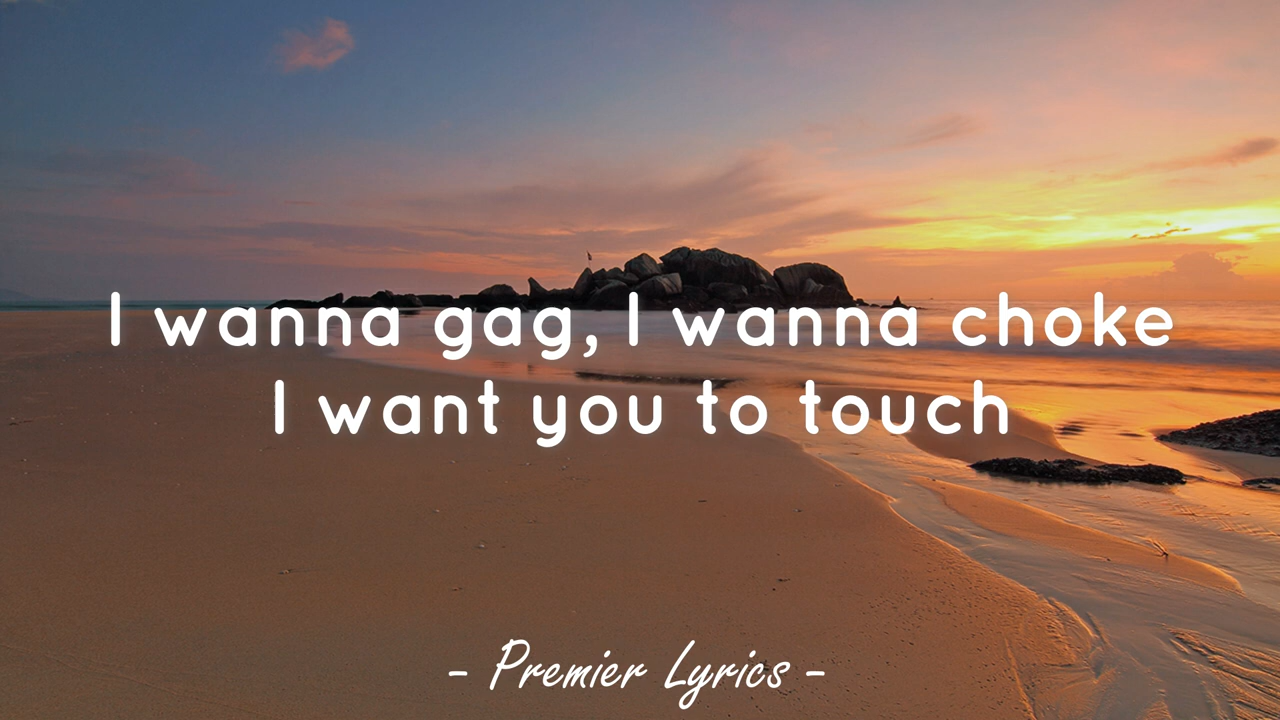 I wanna gag, I wanna choke
I want you to touch
- Premier Lyrics -